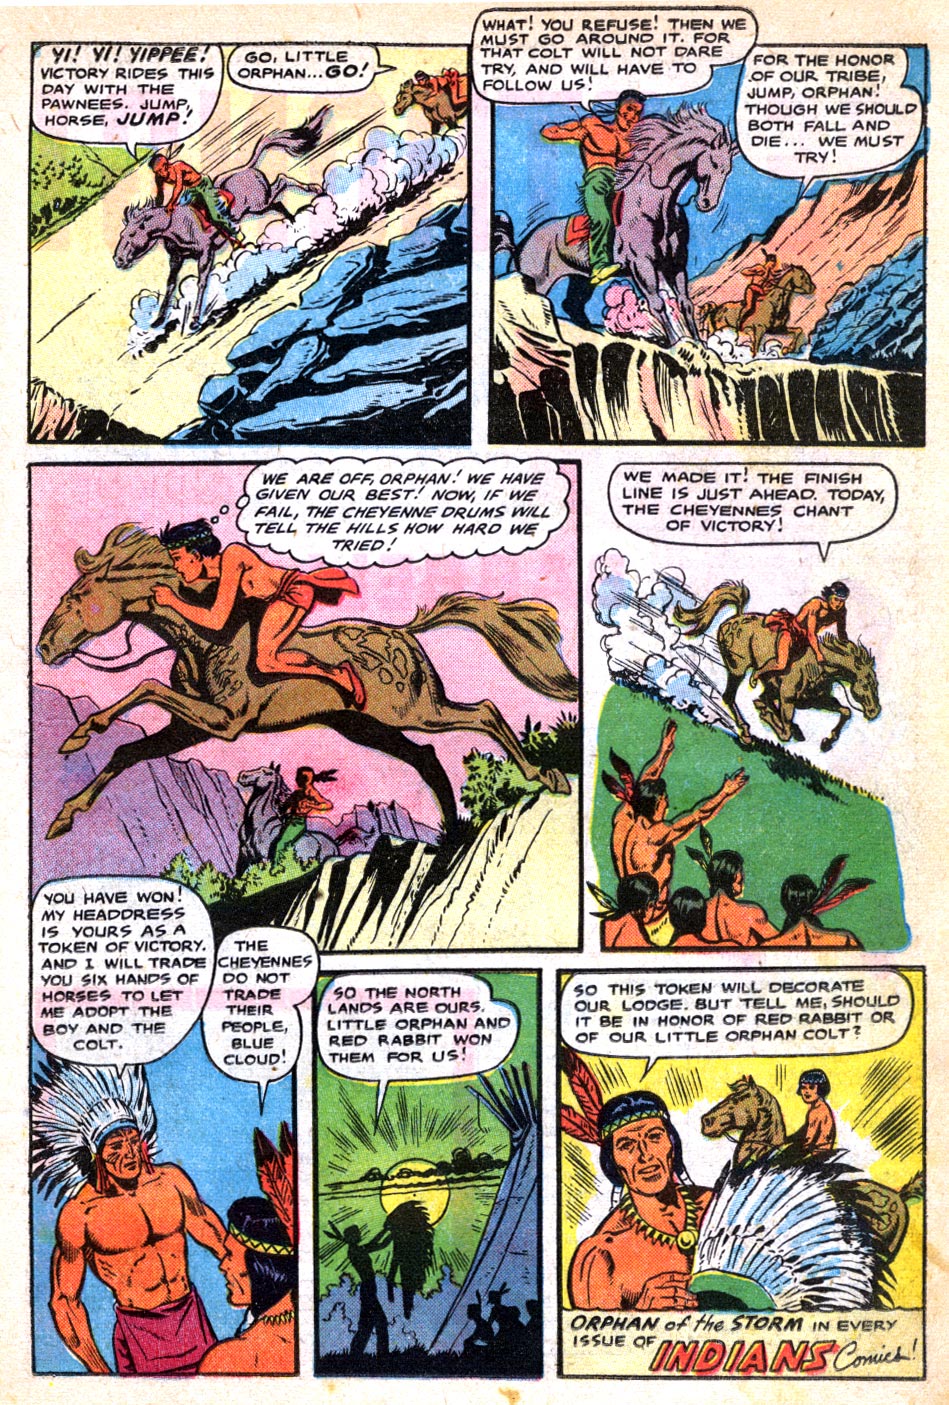 YI! YI! YIPPEE!
VICTORY RIDES THIS
DAY WITH THE
PAWNEES. JUMP,
HORSE, JUMP!
GO, LITTLE
ORPHAN... GO!
WHAT! YOU REFUSE! THEN WE
MUST GO AROUND IT. FOR
THAT COLT WILL NOT DARE
TRY, AND WILL HAVE TO
FOLLOW US!
FOR THE HONOR
OF OUR TRIBE,
JUMP, ORPHAN!
THOUGH WE SHOULD
BOTH FALL AND
DIE... WE MUST
TRY!
WE ARE OFF, ORPHAN! WE HAVE
GIVEN OUR BEST! NOW, IF WE
FAIL, THE CHEYENNE DRUMS WILL
TELL THE HILLS HOW HARD WE
TRIED!
WE MADE IT! THE FINISH
LINE IS JUST AHEAD. TODAY,
THE CHEYENNES CHANT
OF VICTORY!
YOU HAVE WON!
MY HEADDRESS
IS YOURS AS A
TOKEN OF VICTORY.
AND I WILL TRADE
YOU SIX HANDS OF
HORSES TO LET
ME ADOPT THE
BOY AND THE
COLT.
THE
CHEYENNES
DO NOT
TRADE
THEIR
PEOPLE,
BLUE
CLOUD!
SO THE NORTH
LANDS ARE OURS.
LITTLE ORPHAN AND
RED RABBIT WON
THEM FOR US!
SO THIS TOKEN WILL DECORATE
OUR LODGE. BUT TELL ME, SHOULD
IT BE IN HONOR OF RED RABBIT OR
OF OUR LITTLE ORPHAN COLT?
ORPHAN of the STORM IN EVERY
ISSUE OF INDIANS Comics!